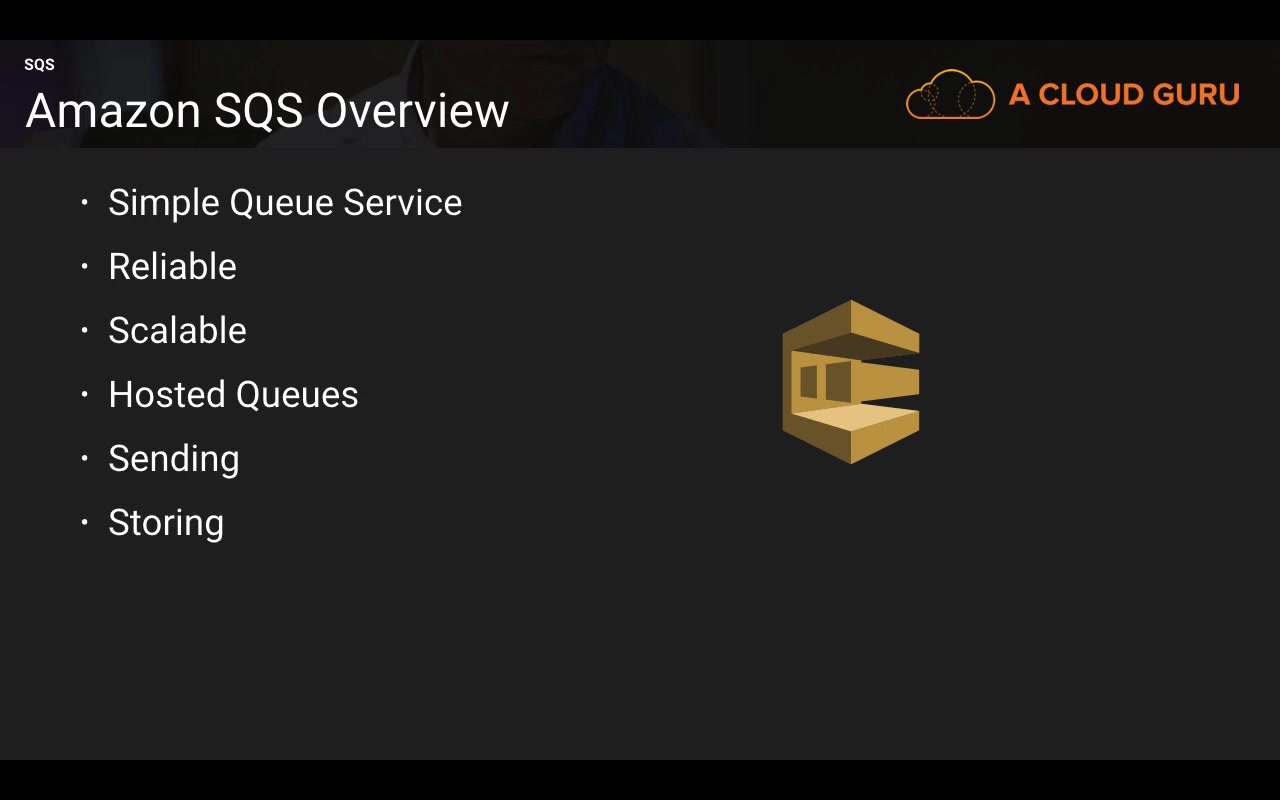 SQS
Amazon SQS Overview
A CLOUD GURU
• Simple Queue Service
• Reliable
• Scalable
• Hosted Queues
• Sending
• Storing